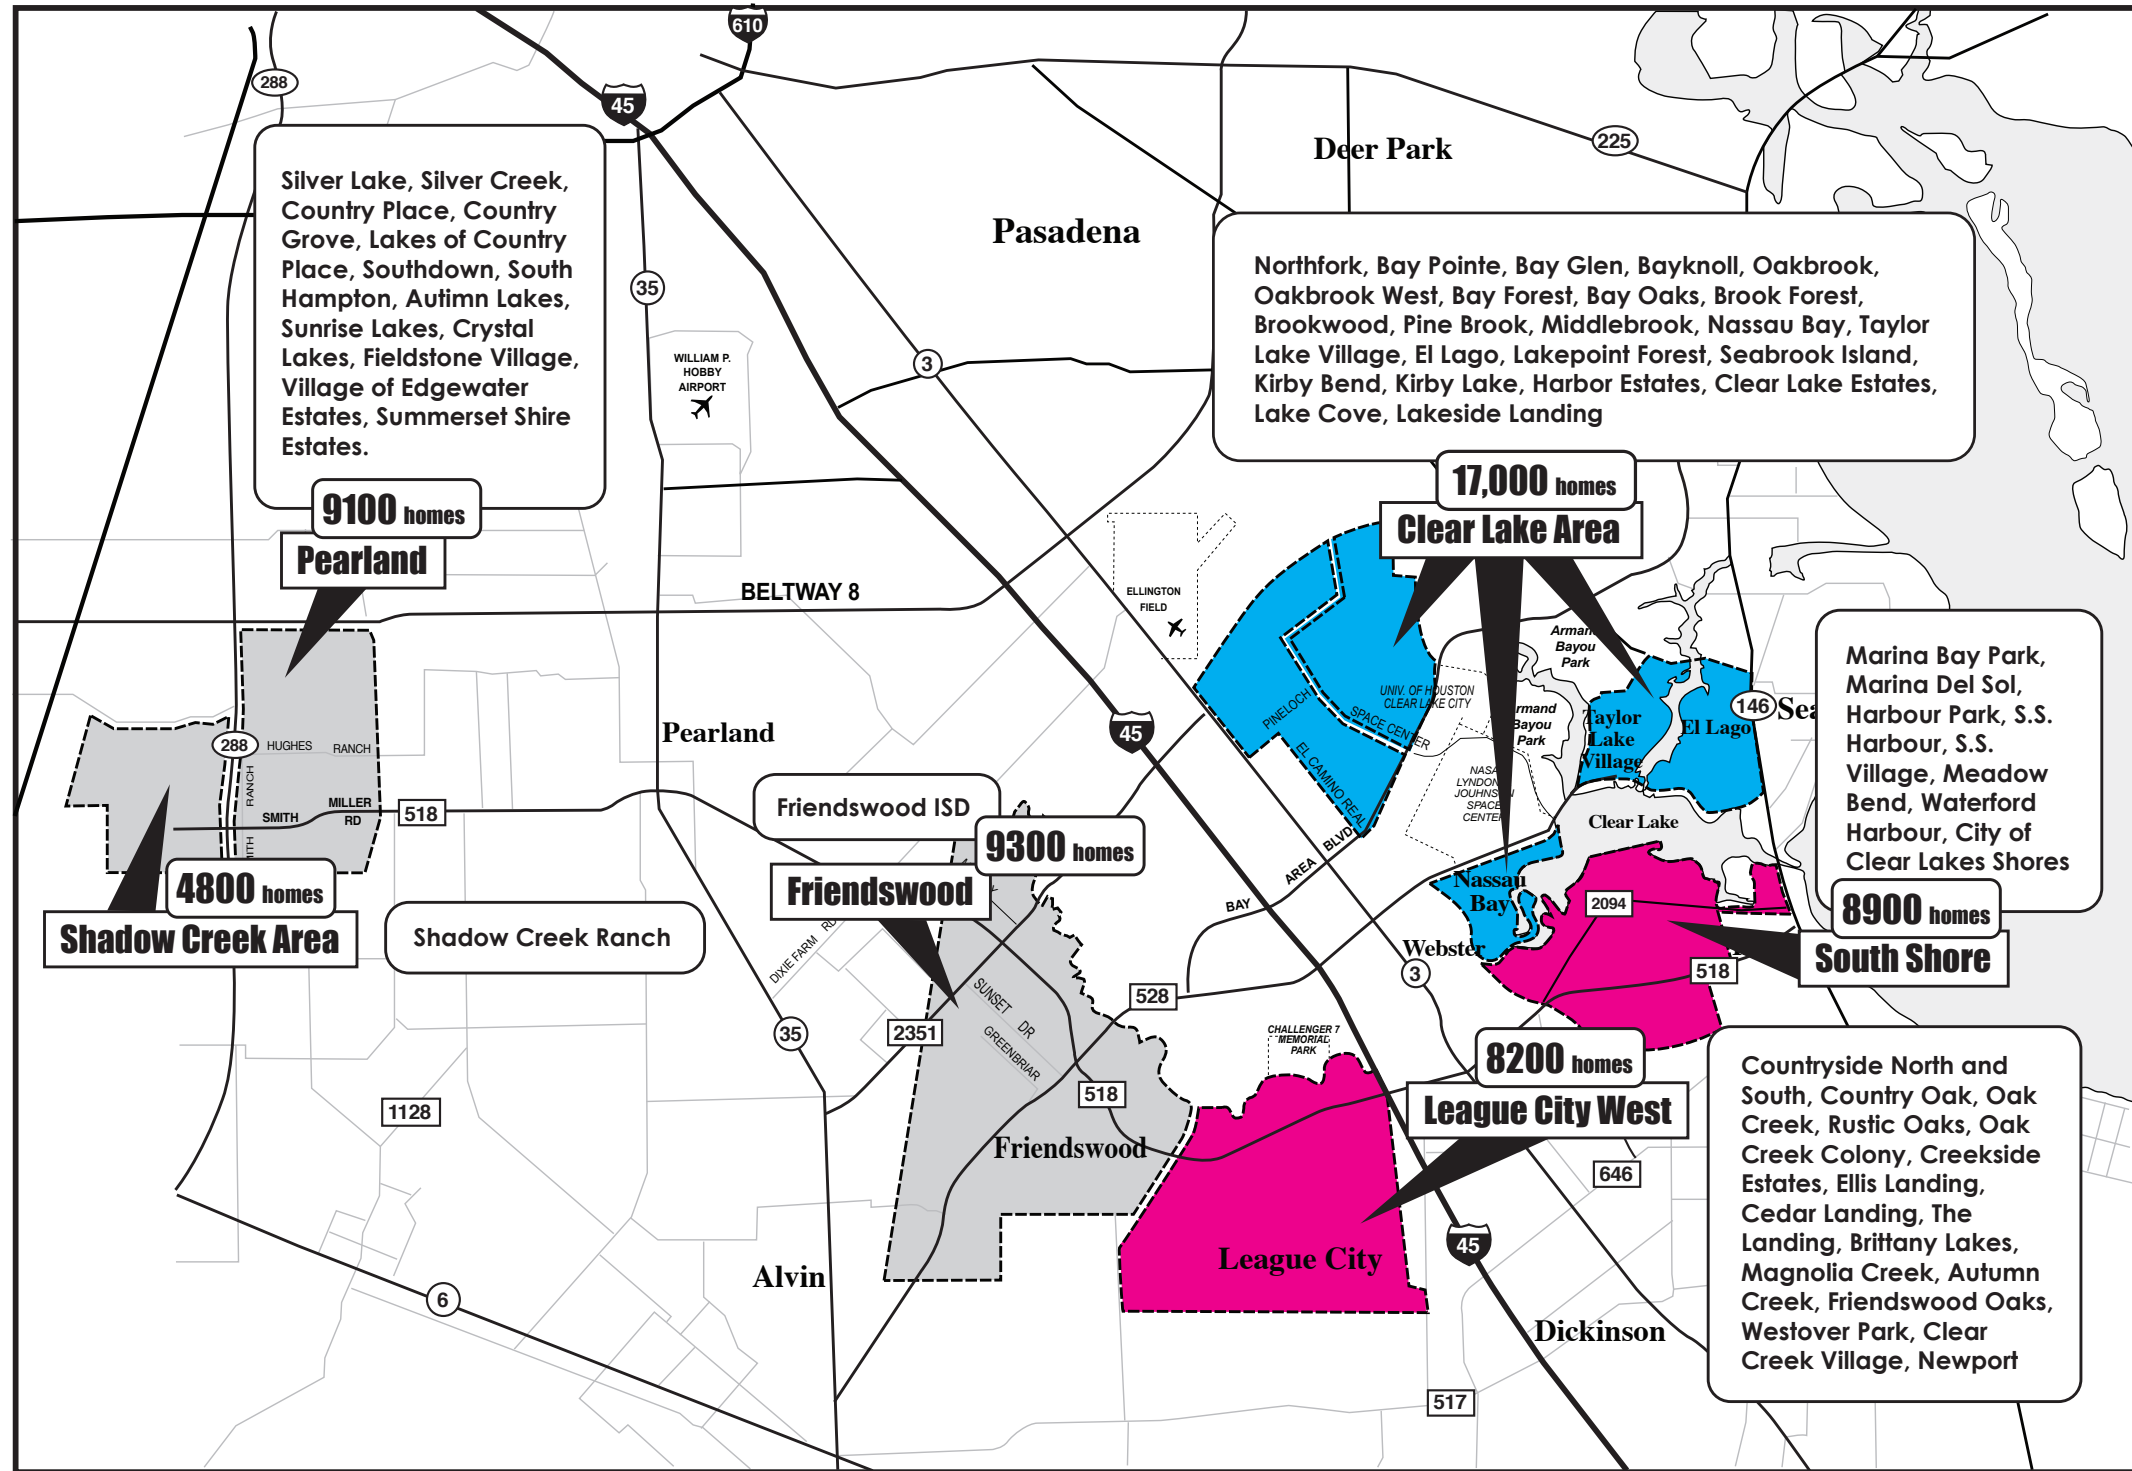 610
288
45
225
Deer Park
Silver Lake, Silver Creek,
Country Place, Country
Grove, Lakes of Country
Place, Southdown, South
Hampton, Autimn Lakes,
Sunrise Lakes, Crystal
Lakes, Fieldstone Village,
Village of Edgewater
Estates, Summerset Shire
Estates.
9100 homes
Pearland
Pasadena
35
3
WILLIAM P.
HOBBY
AIRPORT
Northfork, Bay Pointe, Bay Glen, Bayknoll, Oakbrook,
Oakbrook West, Bay Forest, Bay Oaks, Brook Forest,
Brookwood, Pine Brook, Middlebrook, Nassau Bay, Taylor
Lake Village, El Lago, Lakepoint Forest, Seabrook Island,
Kirby Bend, Kirby Lake, Harbor Estates, Clear Lake Estates,
Lake Cove, Lakeside Landing
17,000 homes
Clear Lake Area
BELTWAY 8
ELLINGTON
FIELD
Bayou
Park
UNIV. OF HOUSTON
CLEAR LAKE CITY
Bayou
Park
PINELOCH
SPACE CENTER
EL CAMINO REAL
NASA
LYNDON
SPACE
Taylor
Lake
Village
El Lago
146
Marina Bay Park,
Marina Del Sol,
Harbour Park, S.S.
Harbour, S.S.
Village, Meadow
Bend, Waterford
Harbour, City of
Clear Lakes Shores
8900 homes
South Shore
288
HUGHES RANCH
RANCH
SMITH
MILLER
RD
518
Pearland
45
4800 homes
Shadow Creek Area
Shadow Creek Ranch
Friendswood ISD
9300 homes
Friendswood
DIXIE FARM RD
SUNSET DR
GREENBRIAR
2351
35
528
518
1128
Friendswood
BAY AREA BLVD
Clear Lake
Nassau
Bay
2094
Webster
3
518
CHALLENGER 7
MEMORIAL
PARK
8200 homes
League City West
646
45
League City
Alvin
6
Dickinson
517
Countryside North and
South, Country Oak, Oak
Creek, Rustic Oaks, Oak
Creek Colony, Creekside
Estates, Ellis Landing,
Cedar Landing, The
Landing, Brittany Lakes,
Magnolia Creek, Autumn
Creek, Friendswood Oaks,
Westover Park, Clear
Creek Village, Newport